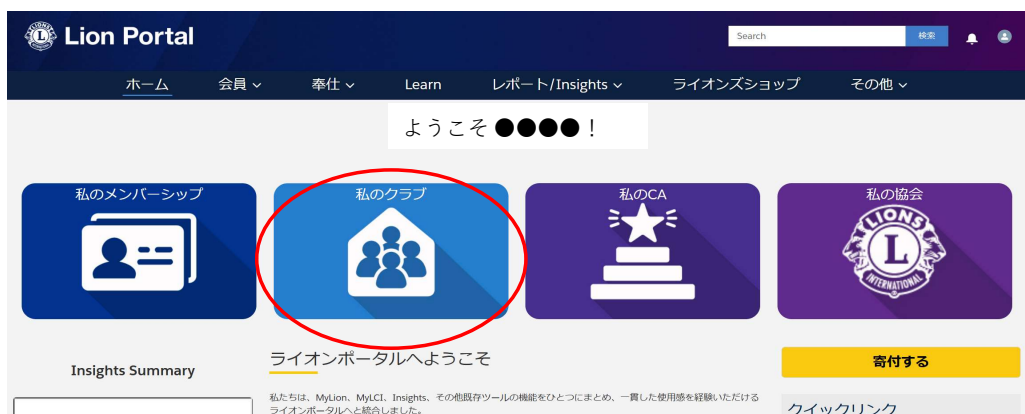 Lion Portal
Search
検索
ホーム 会員 奉仕 Learn レポート/Insights ライオンズショップ その他
ようこそ ●●●●！
私のメンバーシップ
私のクラブ
私のCA
私の協会
LIONS
L
INTERNATIONAL
Insights Summary
ライオンポータルへようこそ
私たちは、MyLion、MyLCI、Insights、その他既存ツールの機能をひとつにまとめ、一貫した使用感を経験いただける
ライオンポータルへと統合しました。
寄付する
クイックリンク